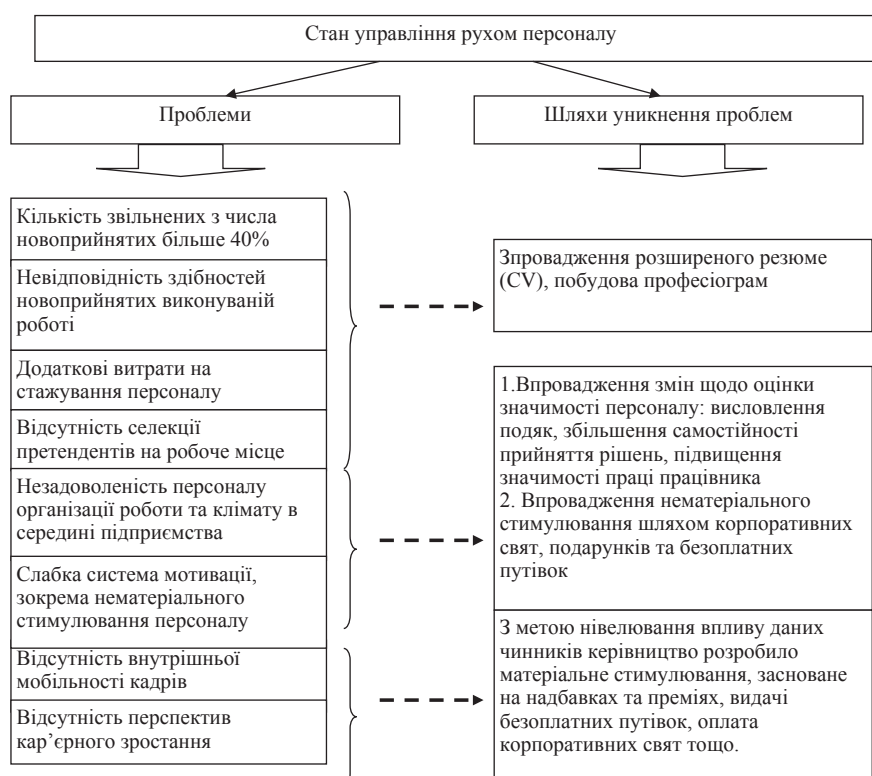 Стан управління рухом персоналу
Проблеми
Шляхи уникнення проблем
Кількість звільнених з числа
новоприйнятих більше 40%
Невідповідність здібностей
новоприйнятих виконуваній
роботі
Додаткові витрати на
стажування персоналу
Відсутність селекції
претендентів на робоче місце
Незадоволеність персоналу
організації роботи та клімату в
середині підприємства
Слабка система мотивації,
зокрема нематеріального
стимулювання персоналу
Відсутність внутрішньої
мобільності кадрів
Відсутність перспектив
кар’єрного зростання
Зпровадження розширеного резюме
(CV), побудова професіограм
1.Впровадження змін щодо оцінки
значимості персоналу: висловлення
подяк, збільшення самостійності
прийняття рішень, підвищення
значимості праці працівника
2. Впровадження нематеріального
стимулювання шляхом корпоративних
свят, подарунків та безоплатних
путівок
З метою нівелювання впливу даних
чинників керівництво розробило
матеріальне стимулювання, засноване
на надбавках та преміях, видачі
безоплатних путівок, оплата
корпоративних свят тощо.